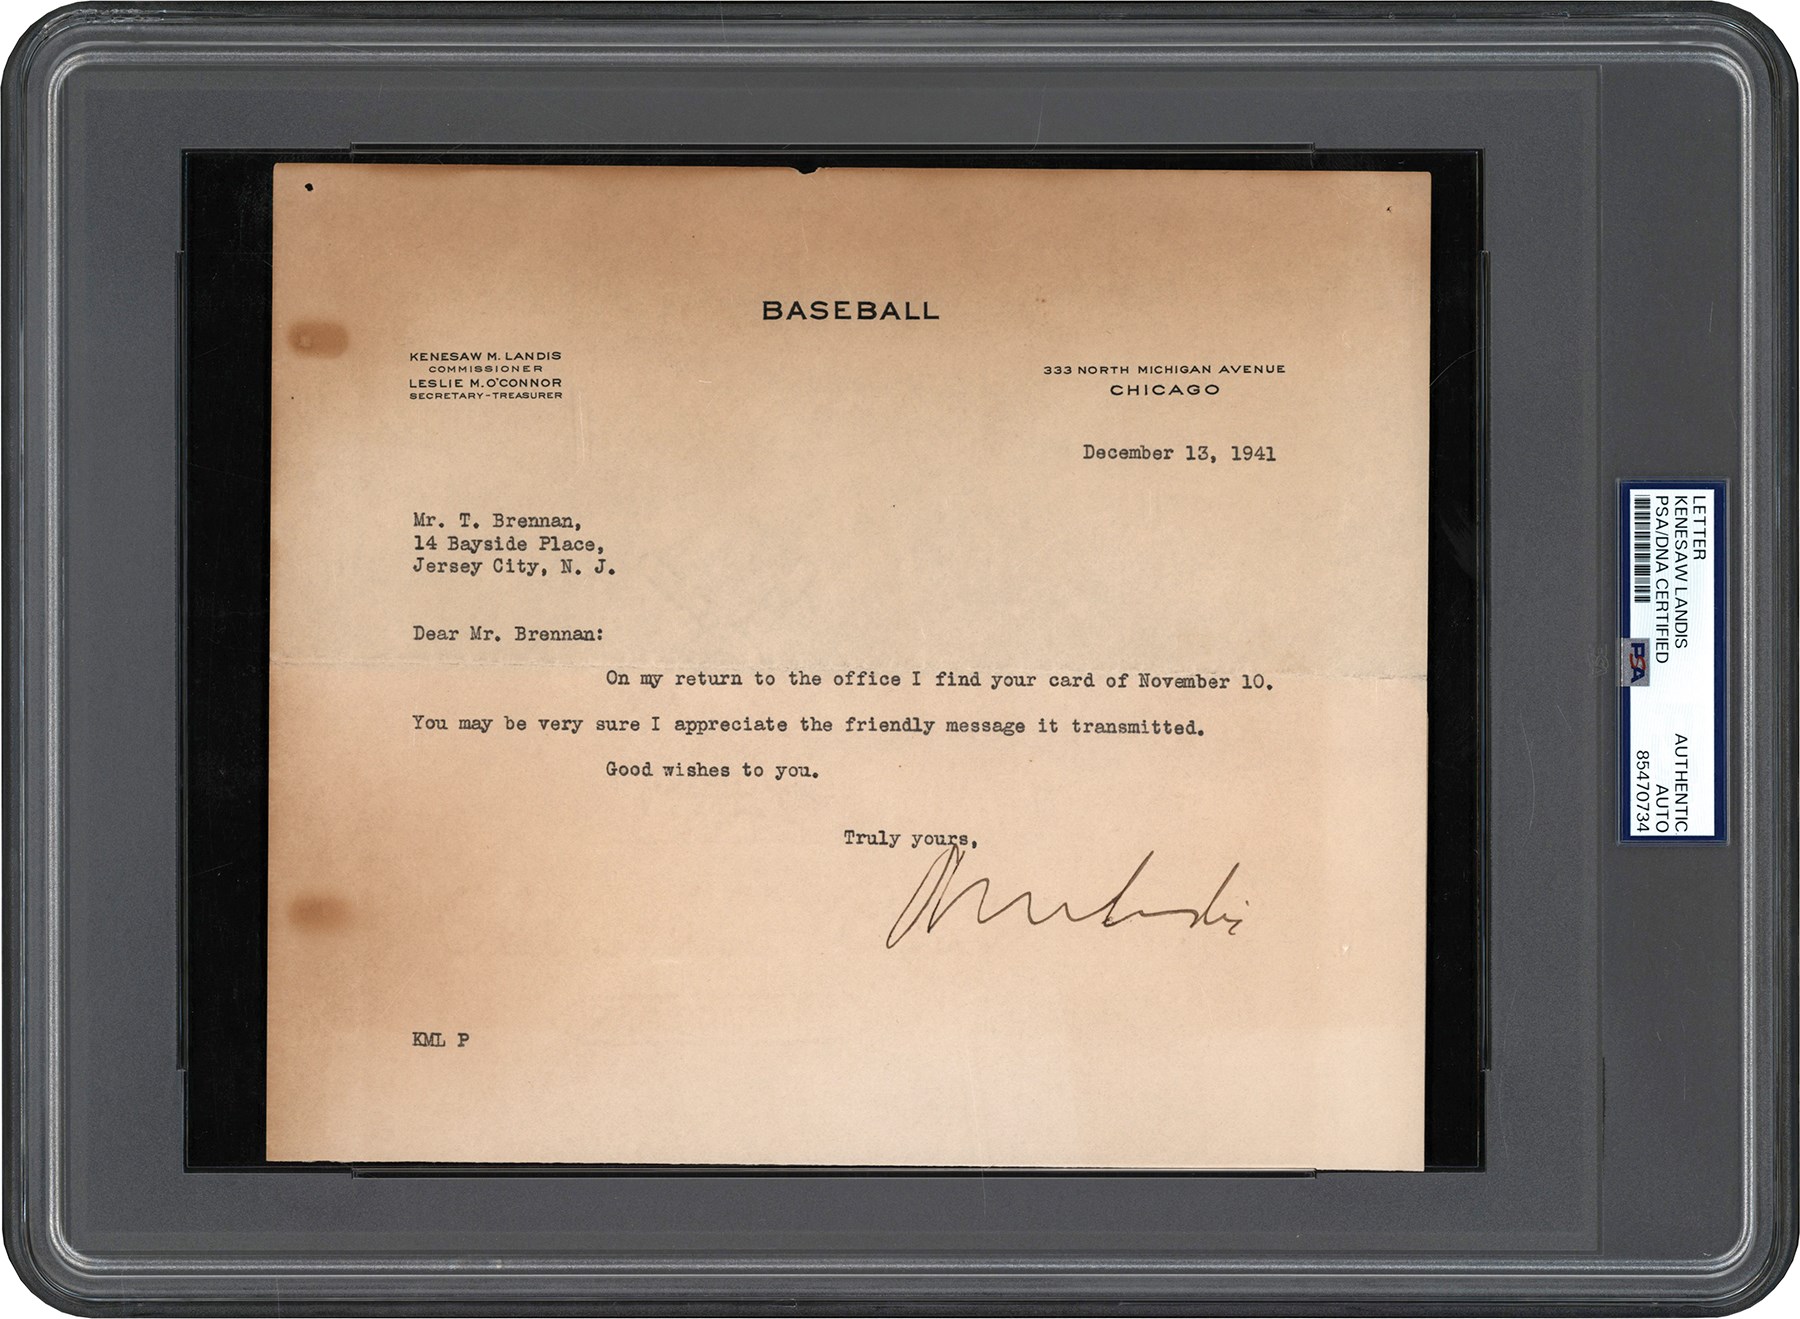 BASEBALL
KENESAW M. LANDIS
COMMISSIONER
LESLIE M. O'CONNOR
SECRETARY-TREASURER
333 NORTH MICHIGAN AVENUE
CHICAGO
December 13, 1941
Mr. T. Brennan,
14 Bayside Place,
Jersey City, N. J.
Dear Mr. Brennan:
On my return to the office I find your card of November 10.
You may be very sure I appreciate the friendly message it transmitted.
Good wishes to you.
Truly yours,
KML P
LETTER
KENESAW LANDIS
PSA/DNA CERTIFIED
PSA
AUTHENTIC
AUTO
85470734